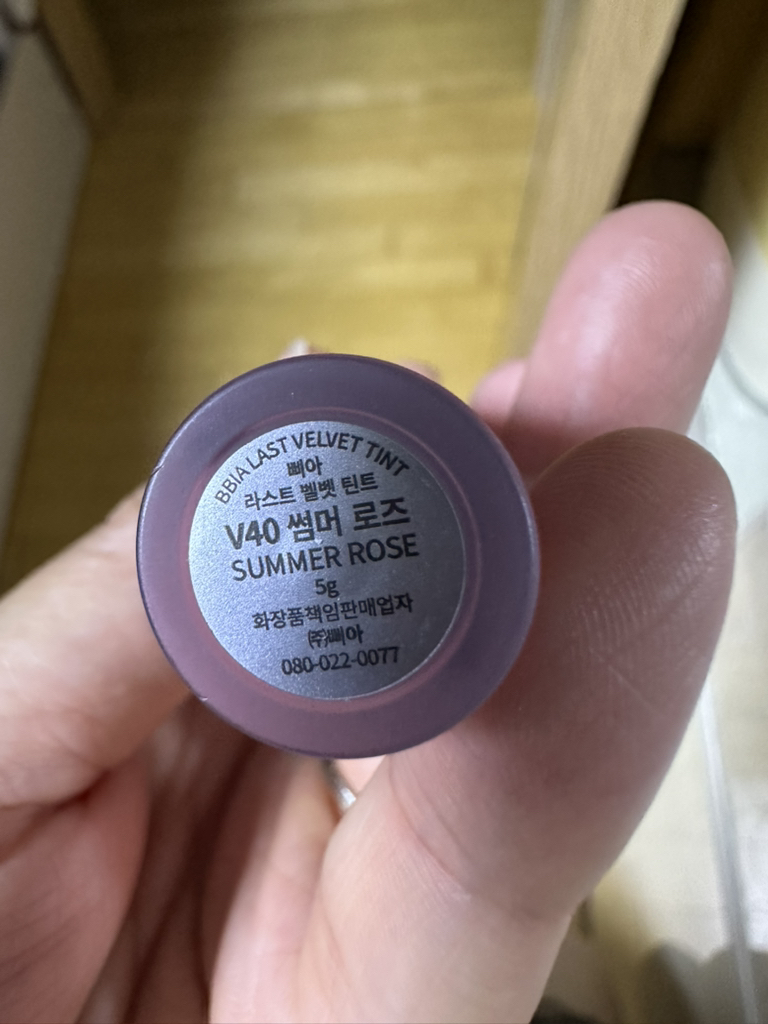 BBIA LAST VELVET TINT
삐아
라스트 벨벳 틴트
V40 썸머 로즈
SUMMER ROSE
5g
화장품책임판매업자
㈜삐아
080-022-0077